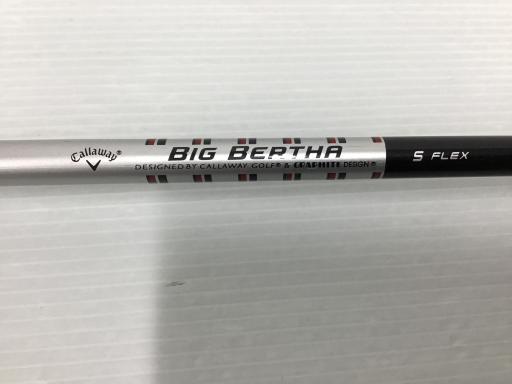 Callaway®
BIG BERTHA
DESIGNED BY CALLAWAY GOLF® & GRAPHITE DESIGN®
S FLEX